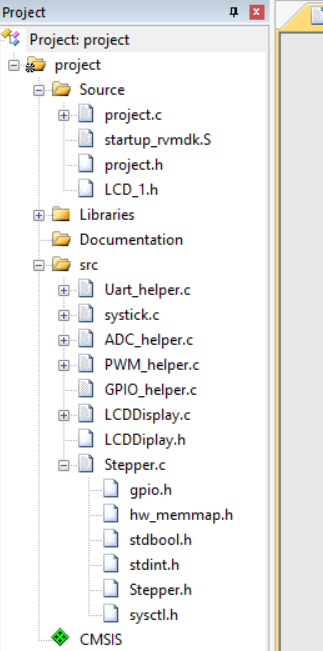 Project
Project: project
project
Source
project.c
startup_rvmdk.S
project.h
LCD_1.h
Libraries
Documentation
src
Uart_helper.c
systick.c
ADC_helper.c
PWM_helper.c
GPIO_helper.c
LCDDisplay.c
LCDDiplay.h
Stepper.c
gpio.h
hw_memmap.h
stdbool.h
stdint.h
Stepper.h
sysctl.h
CMSIS